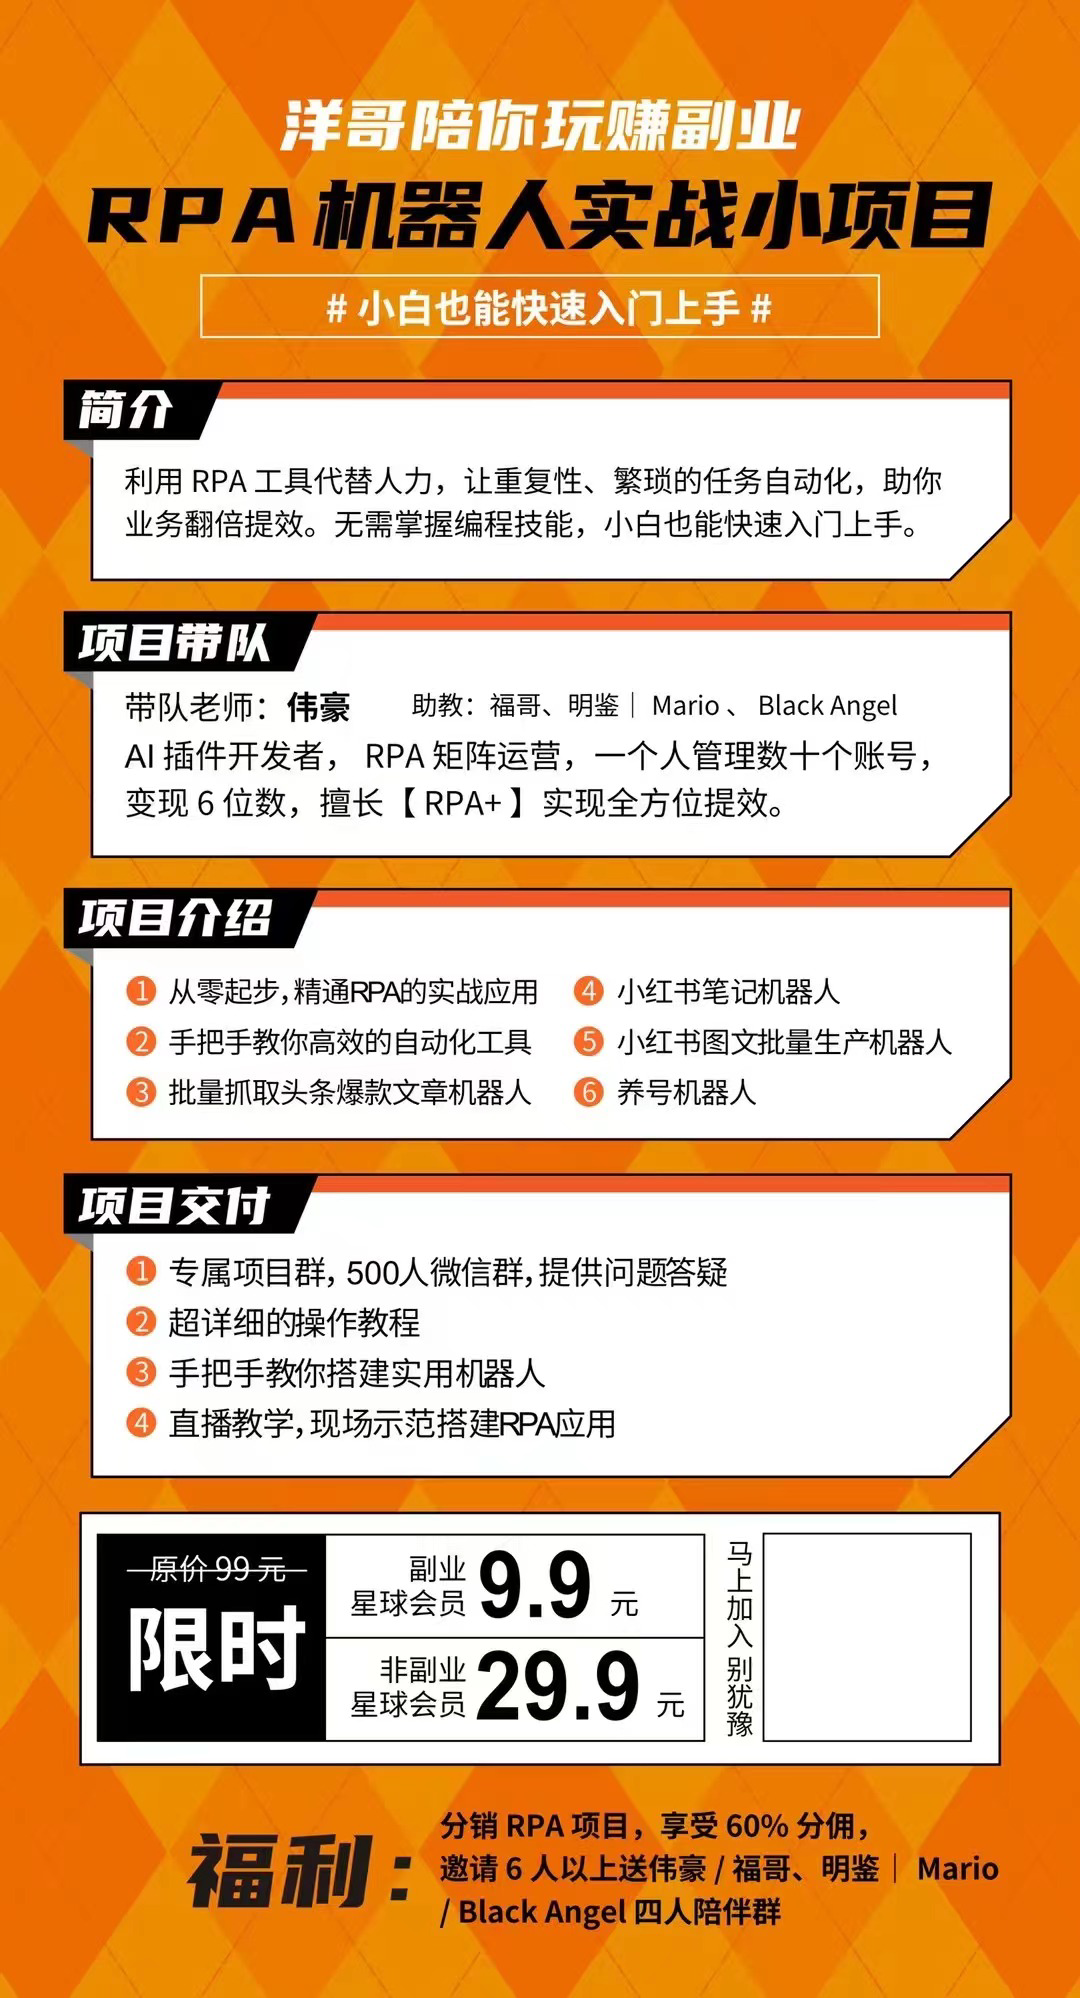 洋哥陪你玩赚副业
RPA机器人实战小项目
# 小白也能快速入门上手 #
简介
利用 RPA 工具代替人力，让重复性、繁琐的任务自动化，助你
业务翻倍提效。无需掌握编程技能，小白也能快速入门上手。
项目带队
带队老师：伟豪 助教：福哥、明鉴｜ Mario 、 Black Angel
AI 插件开发者， RPA 矩阵运营，一个人管理数十个账号，
变现 6 位数，擅长【 RPA+ 】实现全方位提效。
项目介绍
1 从零起步，精通RPA的实战应用
2 手把手教你高效的自动化工具
3 批量抓取头条爆款文章机器人
4 小红书笔记机器人
5 小红书图文批量生产机器人
6 养号机器人
项目交付
1 专属项目群，500人微信群，提供问题答疑
2 超详细的操作教程
3 手把手教你搭建实用机器人
4 直播教学，现场示范搭建RPA应用
原价 99 元
限时
副业
星球会员 9.9 元
非副业
星球会员 29.9 元
马上加入 别犹豫
福利：
分销 RPA 项目，享受 60% 分佣，
邀请 6 人以上送伟豪 / 福哥、明鉴｜ Mario
/ Black Angel 四人陪伴群